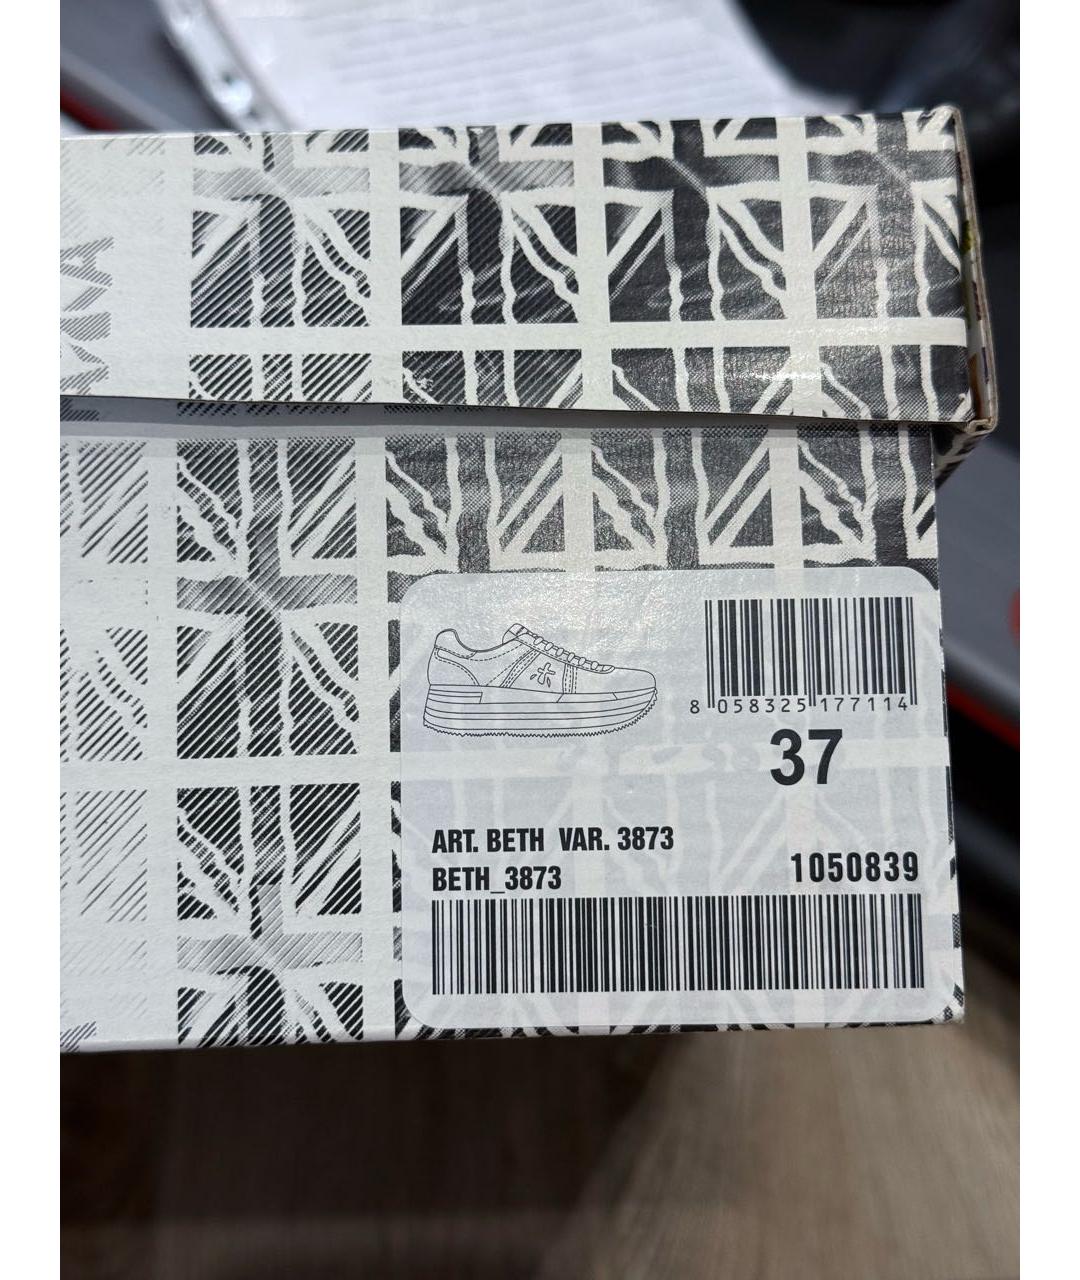 8 058325 177114
37
ART. BETH VAR. 3873
BETH_3873
1050839